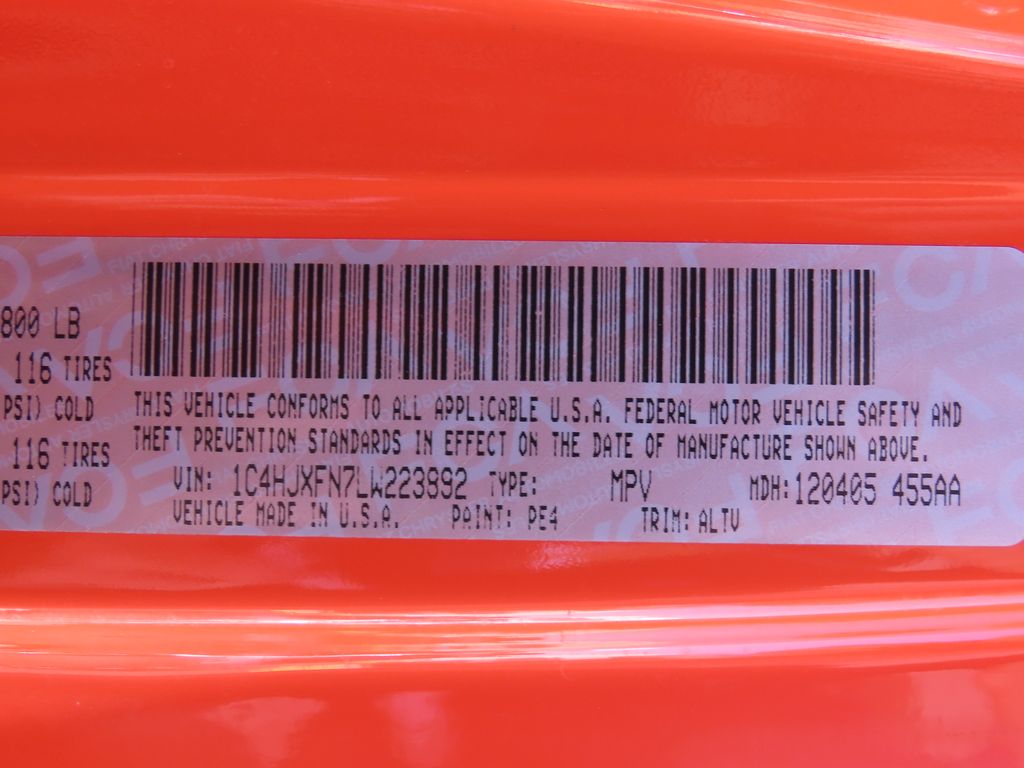 800 LB
116 TIRES
PSI) COLD
116 TIRES
PSI) COLD
THIS VEHICLE CONFORMS TO ALL APPLICABLE U.S.A. FEDERAL MOTOR VEHICLE SAFETY AND
THEFT PREVENTION STANDARDS IN EFFECT ON THE DATE OF MANUFACTURE SHOWN ABOVE.
VIN: 1C4HJXFN7LW223892 TYPE: MPV MDH: 120405 455AA
VEHICLE MADE IN U.S.A. PAINT: PE4 TRIM: ALTV